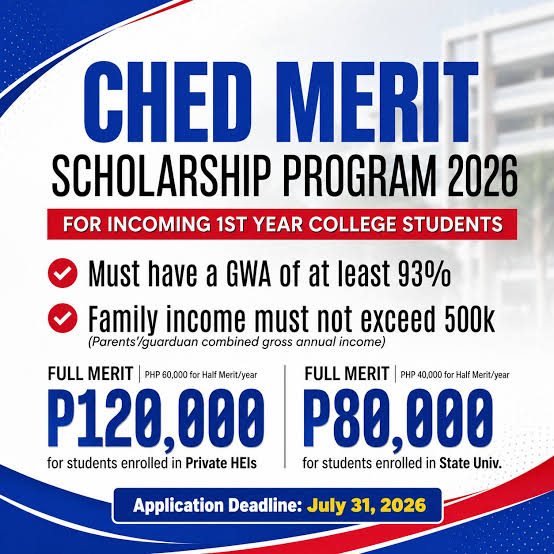 CHED MERIT
SCHOLARSHIP PROGRAM 2026
FOR INCOMING 1ST YEAR COLLEGE STUDENTS
Must have a GWA of at least 93%
Family income must not exceed 500k
(Parents'/guarduan combined gross annual income)
FULL MERIT | PHP 60,000 for Half Merit/year
P120,000
for students enrolled in Private HEIs
FULL MERIT | PHP 40,000 for Half Merit/year
P80,000
for students enrolled in State Univ.
Application Deadline: July 31, 2026